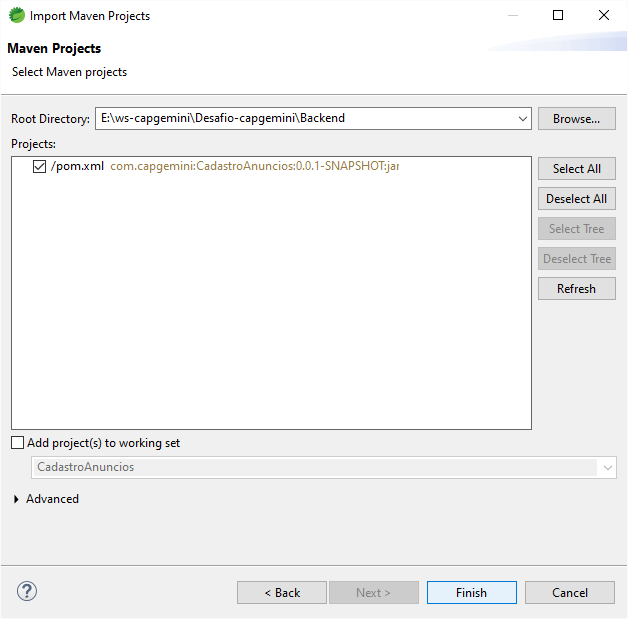 Import Maven Projects
Maven Projects
Select Maven projects
Root Directory: E:\ws-capgemini\Desafio-capgemini\Backend Browse...
Projects:
/pom.xml com.capgemini:CadastroAnuncios:0.0.1-SNAPSHOT:jar
Select All
Deselect All
Select Tree
Deselect Tree
Refresh
Add project(s) to working set
CadastroAnuncios
Advanced
? < Back Next > Finish Cancel